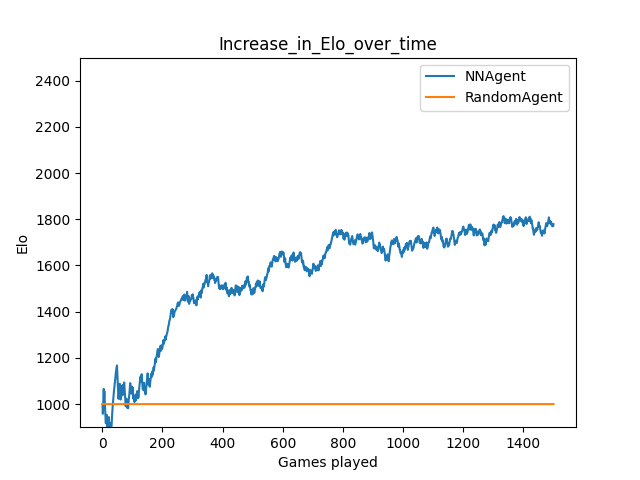 Increase_in_Elo_over_time
NNAgent
RandomAgent
2400
2200
2000
1800
1600
1400
1200
1000
Elo
0 200 400 600 800 1000 1200 1400
Games played